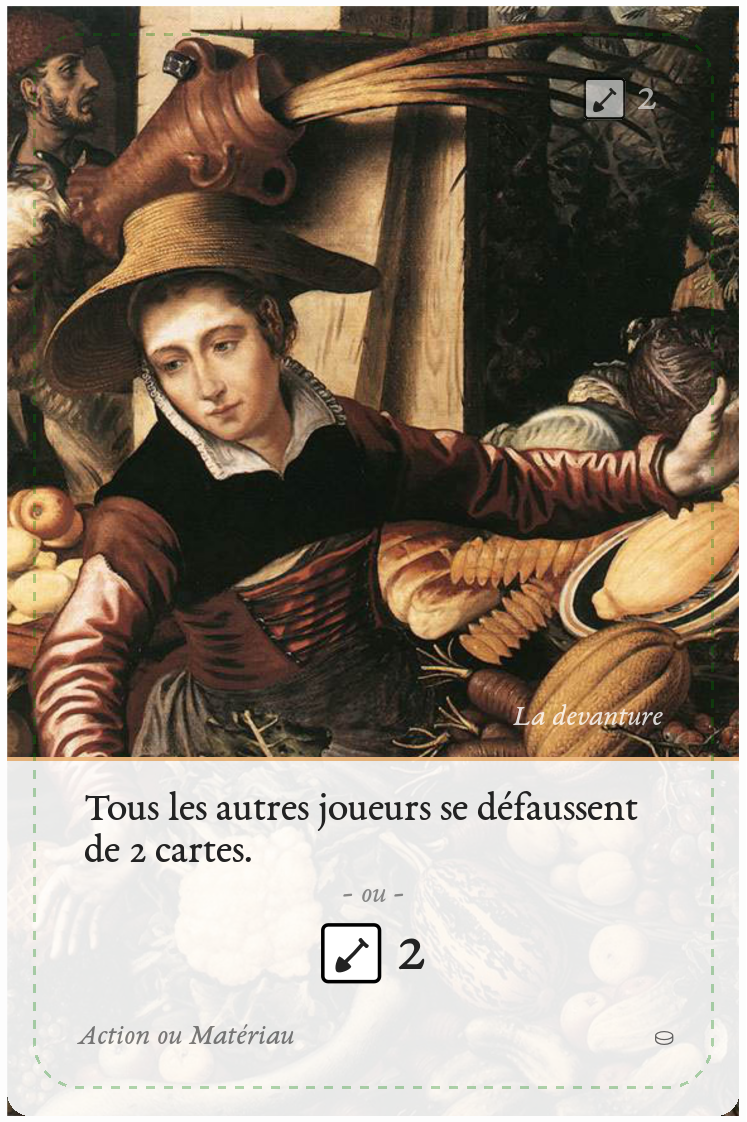 2
La devanture
Tous les autres joueurs se défaussent
de 2 cartes.
- ou -
2
Action ou Matériau